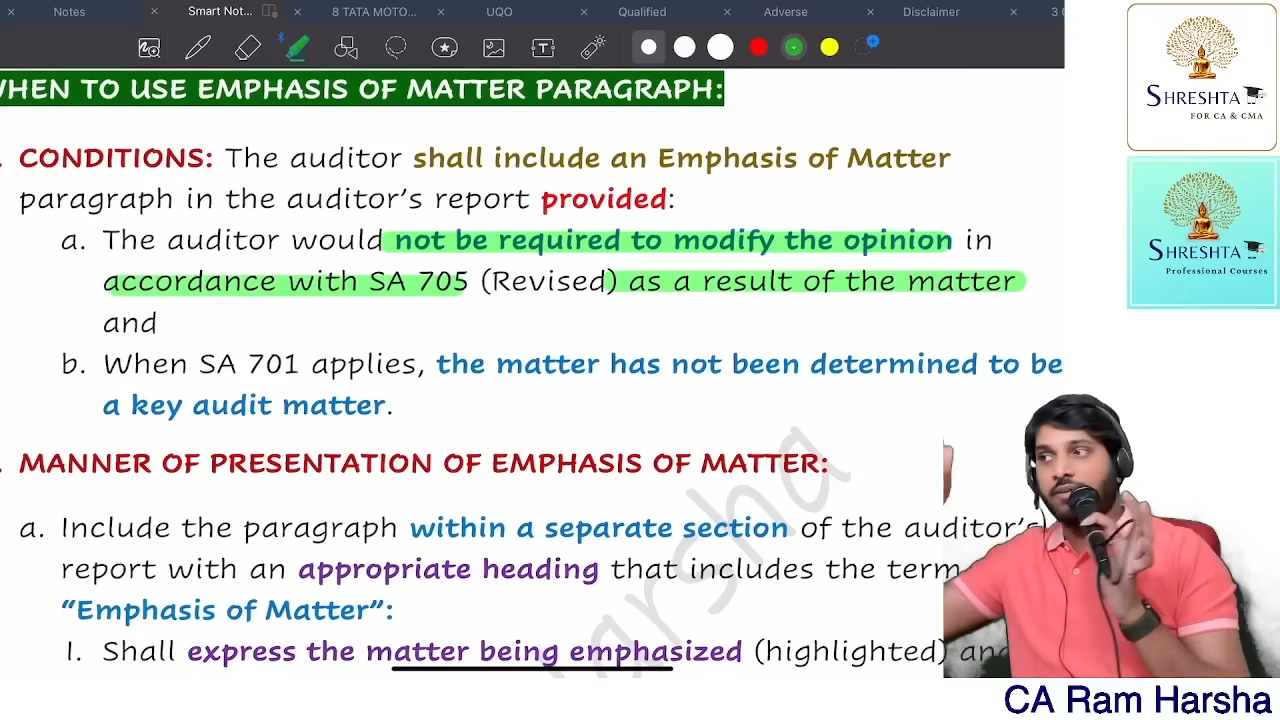 Notes Smart Not... 8 TATA MOTO... UQO Qualified Adverse Disclaimer 3
WHEN TO USE EMPHASIS OF MATTER PARAGRAPH:
CONDITIONS: The auditor shall include an Emphasis of Matter
paragraph in the auditor's report provided:
a. The auditor would not be required to modify the opinion in
accordance with SA 705 (Revised) as a result of the matter
and
b. When SA 701 applies, the matter has not been determined to be
a key audit matter.
MANNER OF PRESENTATION OF EMPHASIS OF MATTER:
a. Include the paragraph within a separate section of the auditor's
report with an appropriate heading that includes the term
“Emphasis of Matter”:
I. Shall express the matter being emphasized (highlighted) and
arsha
SHRESHTA
FOR CA & CMA
SHRESHTA
Professional Courses
CA Ram Harsha